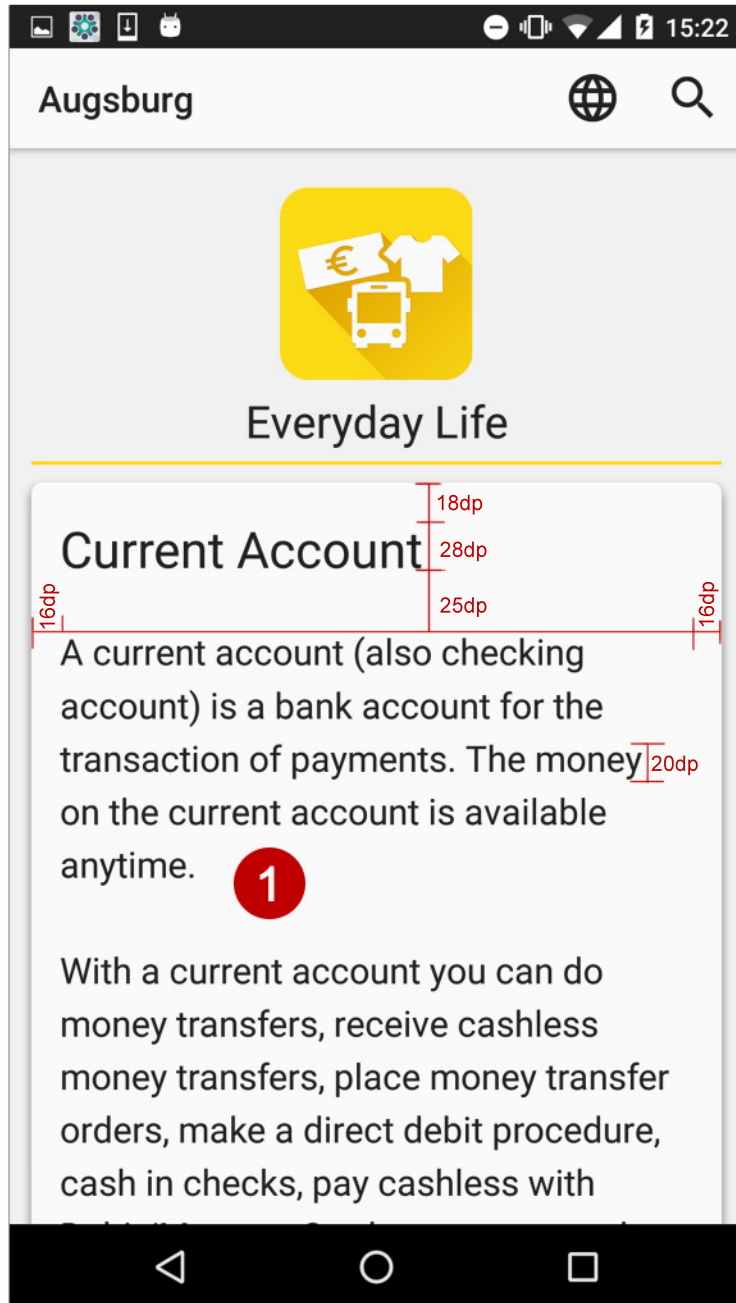 15:22
Augsburg
€
Everyday Life
18dp
Current Account
28dp
16dp
25dp
16dp
A current account (also checking
account) is a bank account for the
transaction of payments. The money
20dp
on the current account is available
anytime.
1
With a current account you can do
money transfers, receive cashless
money transfers, place money transfer
orders, make a direct debit procedure,
cash in checks, pay cashless with